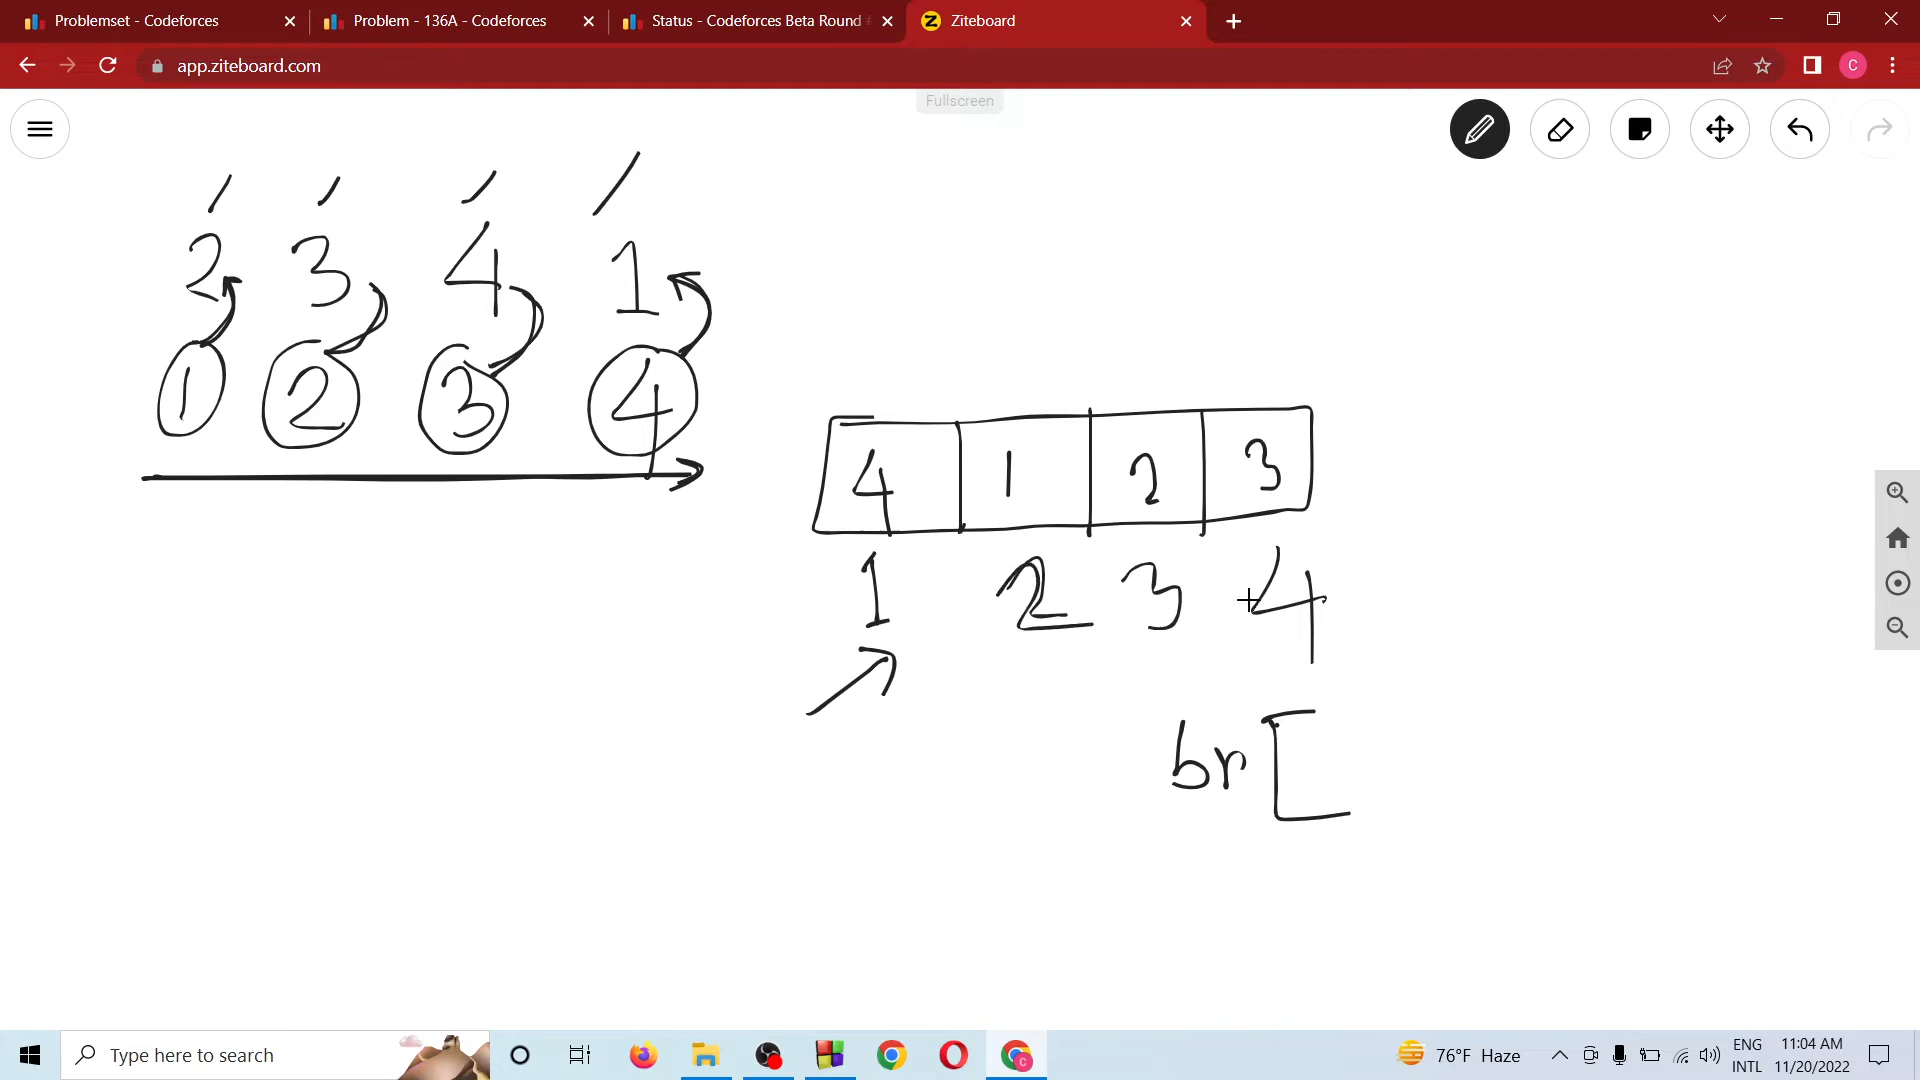 Problemset - Codeforces
Problem - 136A - Codeforces
Status - Codeforces Beta Round
Ziteboard
app.ziteboard.com
C
Fullscreen
2 3 4 1
1 2 3 4
4 1 2 3
1 2 3 4
br [
Type here to search
76°F Haze
ENG
INTL
11:04 AM
11/20/2022